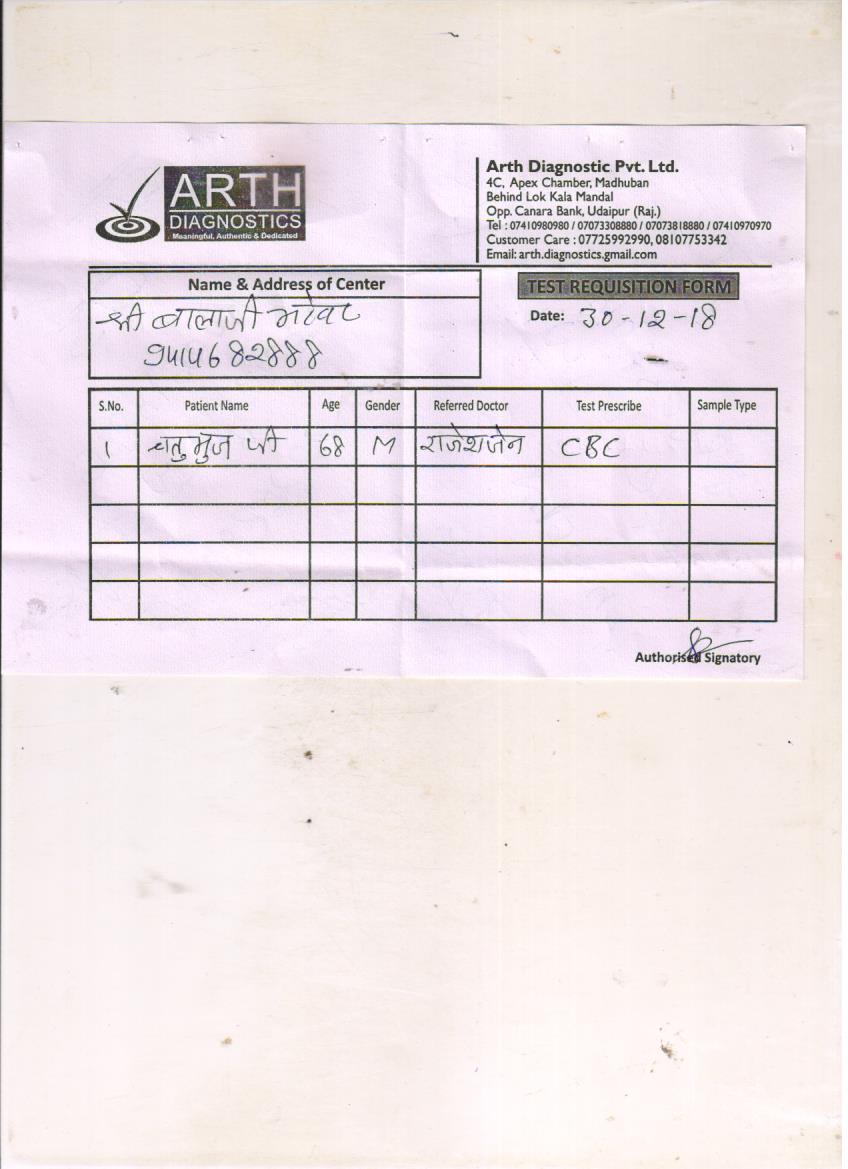 ARTH
DIAGNOSTICS
Meaningful, Authentic & Dedicated
Arth Diagnostic Pvt. Ltd.
4C, Apex Chamber, Madhuban
Behind Lok Kala Mandal
Opp. Canara Bank, Udaipur (Raj.)
Tel : 07410980980 / 07073308880 / 07073818880 / 07410970970
Customer Care : 07725992990, 08107753342
Email: arth.diagnostics.gmail.com
Name & Address of Center
श्री बालाजी भटेवर
9414682888
TEST REQUISITION FORM
Date: 30-12-18
S.No. Patient Name Age Gender Referred Doctor Test Prescribe Sample Type
1 चतुर्भुज जी 68 M राजेशजेन CBC
Authorised Signatory